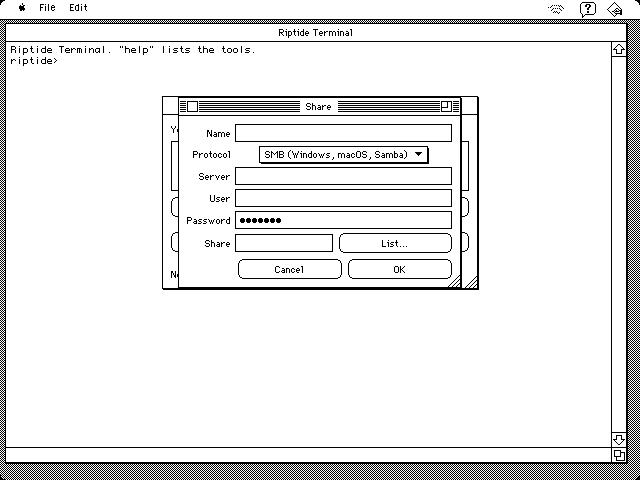 File Edit
Riptide Terminal
Riptide Terminal. "help" lists the tools.
riptide>
Share
Name
Protocol SMB (Windows, macOS, Samba)
Server
User
Password ●●●●●●●
Share List...
Cancel OK